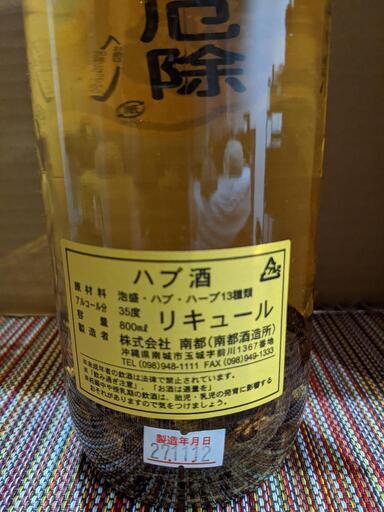 厄除
ハブ酒
原材料 泡盛・ハブ・ハーブ13種類
アルコール分 35度
容量 800mℓ リキュール
製造者 株式会社 南都(南都酒造所)
沖縄県南城市玉城字前川1367番地
TEL(098)948-1111 FAX(098)949-1333
■未成年者の飲酒は法律で禁止されています。
■「飲み過ぎ注意」、「お酒は適量を」
■妊娠中や授乳期の飲酒は、胎児・乳児の発育に影響する
おそれがありますので気をつけましょう。
製造年月日
271112